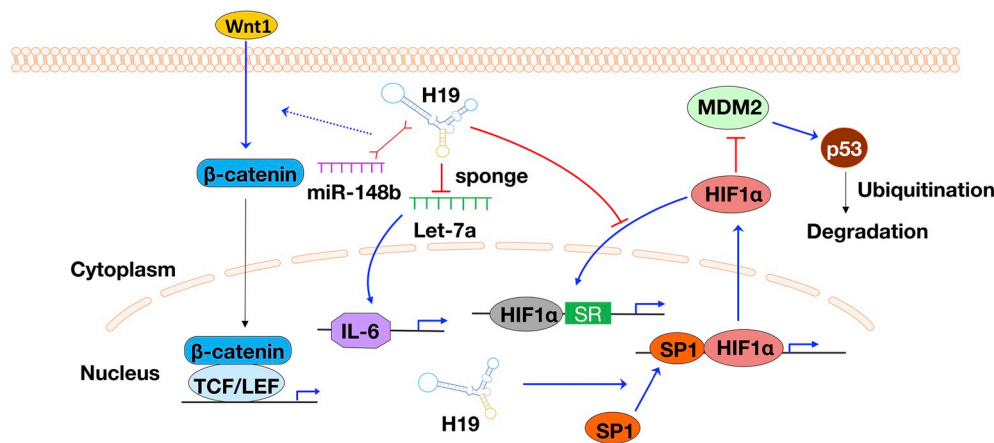 Wnt1
H19
MDM2
p53
β-catenin
miR-148b
sponge
HIF1α
Ubiquitination
Let-7a
Degradation
Cytoplasm
IL-6
HIF1α
SR
β-catenin
SP1
HIF1α
Nucleus
TCF/LEF
H19
SP1